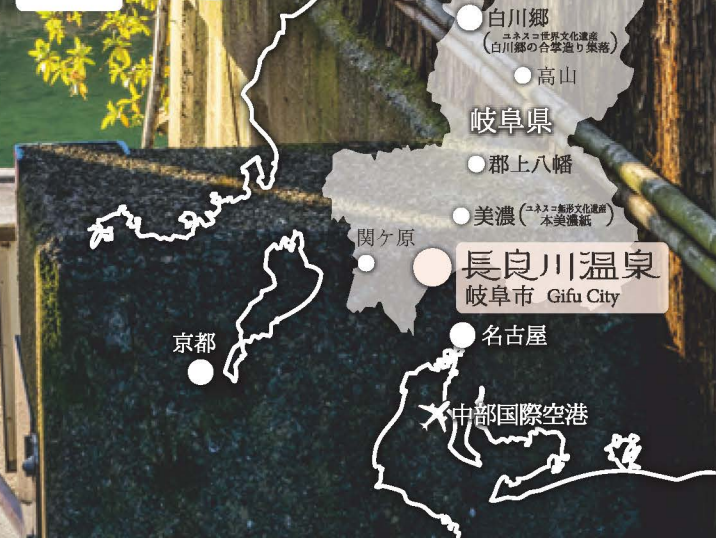 白川郷
(ユネスコ世界文化遺産
白川郷の合掌造り集落)
高山
岐阜県
郡上八幡
美濃(ユネスコ無形文化遺産
本美濃紙)
関ケ原
長良川温泉
岐阜市 Gifu City
京都
名古屋
中部国際空港